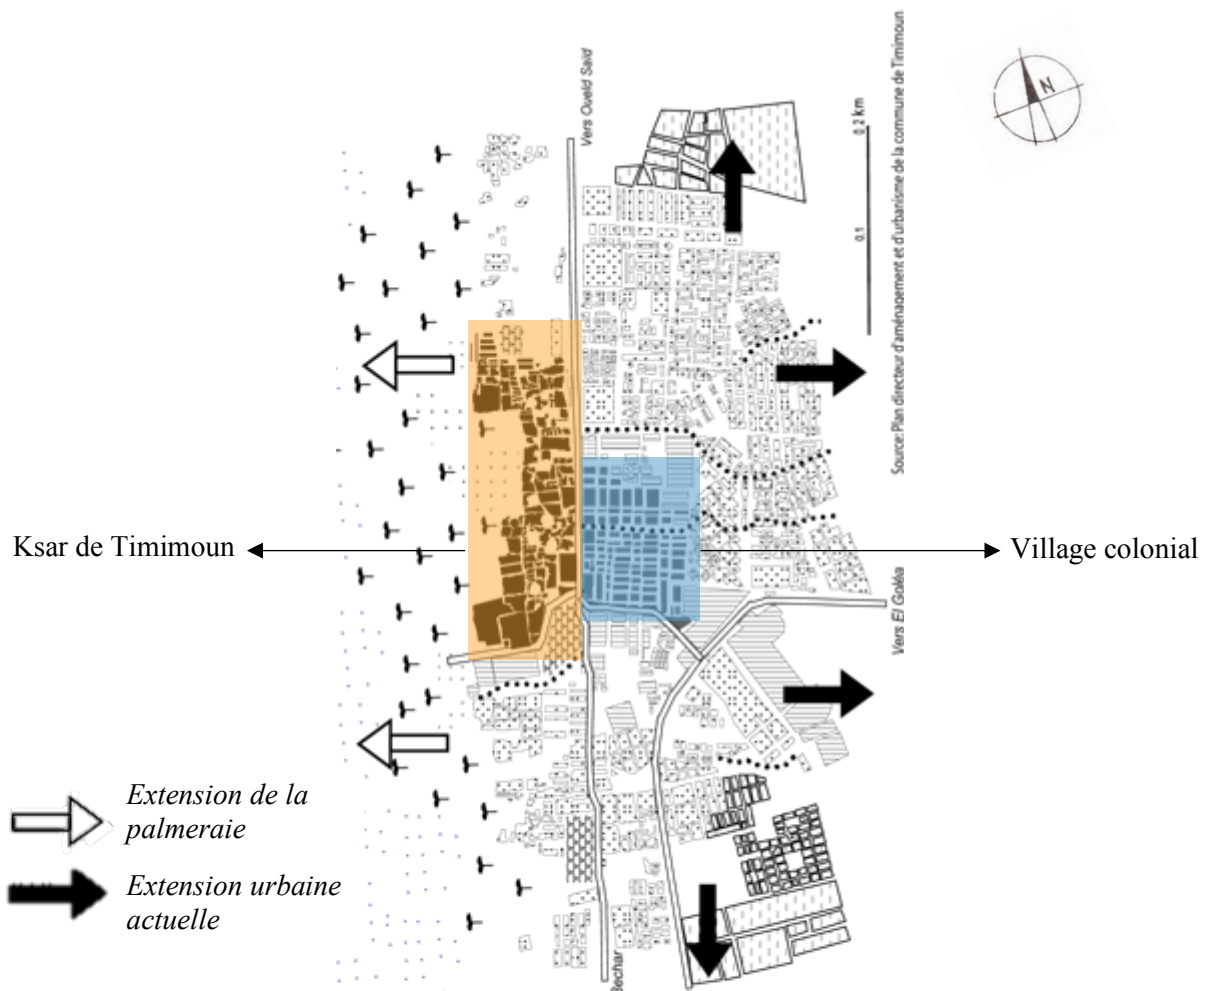 Vers Oueld Saïd
N
0.2 km
0.1
Source: Plan directeur d'aménagement et d'urbanisme de la commune de Timimoun
Ksar de Timimoun
Village colonial
Vers El Goléa
Extension de la
palmeraie
Extension urbaine
actuelle
Bechar